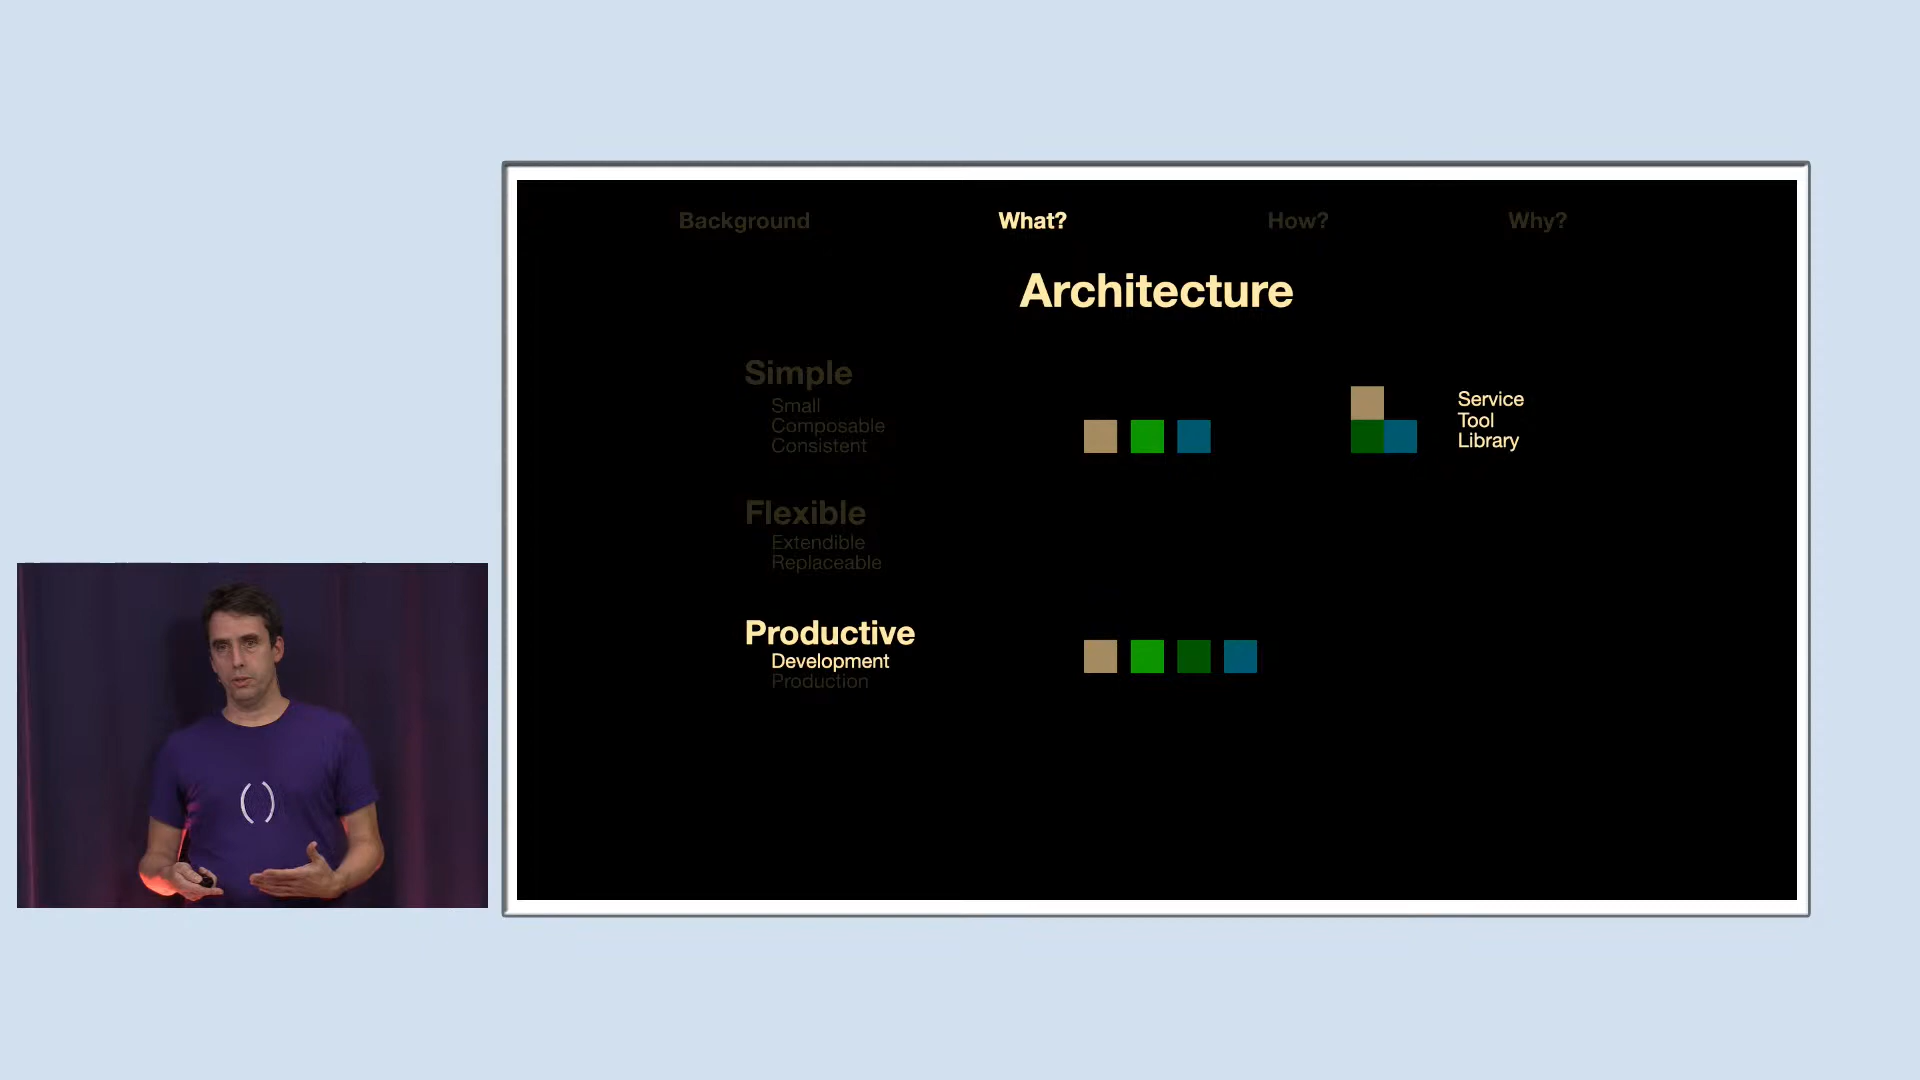 Background What? How? Why?
Architecture
Simple
Small
Composable
Consistent
Service
Tool
Library
Flexible
Extendible
Replaceable
Productive
Development
Production
()